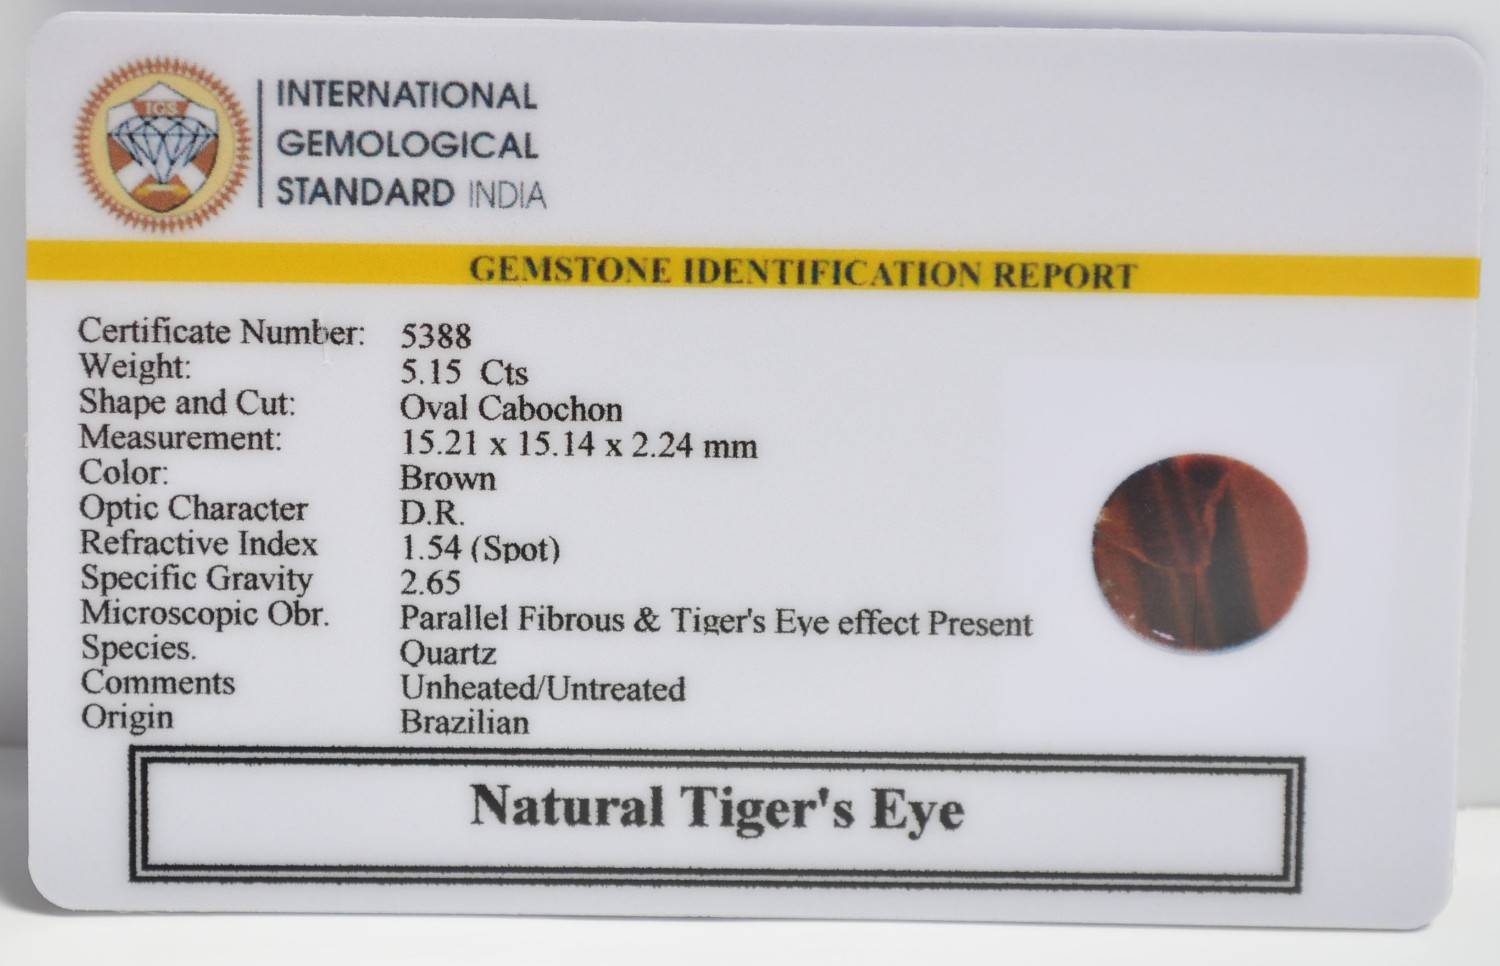 IGS
INTERNATIONAL
GEMOLOGICAL
STANDARD INDIA
GEMSTONE IDENTIFICATION REPORT
Certificate Number: 5388
Weight: 5.15 Cts
Shape and Cut: Oval Cabochon
Measurement: 15.21 x 15.14 x 2.24 mm
Color: Brown
Optic Character D.R.
Refractive Index 1.54 (Spot)
Specific Gravity 2.65
Microscopic Obr. Parallel Fibrous & Tiger's Eye effect Present
Species. Quartz
Comments Unheated/Untreated
Origin Brazilian
Natural Tiger's Eye